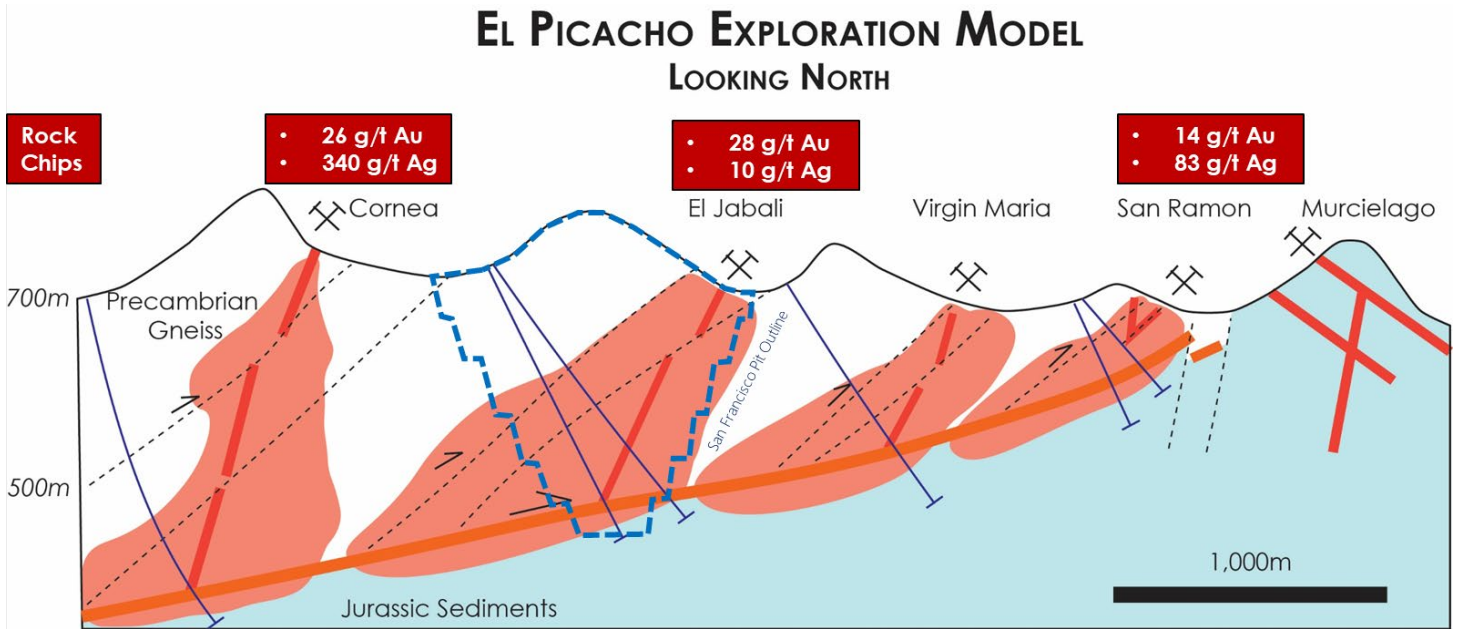 EL PICACHO EXPLORATION MODEL
LOOKING NORTH
Rock
Chips
• 26 g/t Au
• 340 g/t Ag
• 28 g/t Au
• 10 g/t Ag
• 14 g/t Au
• 83 g/t Ag
Cornea
El Jabali
Virgin Maria
San Ramon
Murcielago
700m
Precambrian
Gneiss
San Francisco Pit Outline
500m
1,000m
Jurassic Sediments